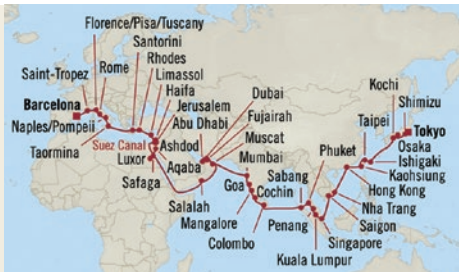 Florence/Pisa/Tuscany
Santorini
Rhodes
Saint-Tropez
Rome
Limassol
Haifa
Barcelona
Jerusalem
Naples/Pompeii
Abu Dhabi
Dubai
Fujairah
Muscat
Mumbai
Taormina
Suez Canal
Ashdod
Luxor
Aqaba
Safaga
Salalah
Goa
Cochin
Mangalore
Colombo
Sabang
Phuket
Penang
Kuala Lumpur
Singapore
Saigon
Nha Trang
Hong Kong
Kaohsiung
Ishigaki
Taipei
Kochi
Shimizu
Tokyo
Osaka